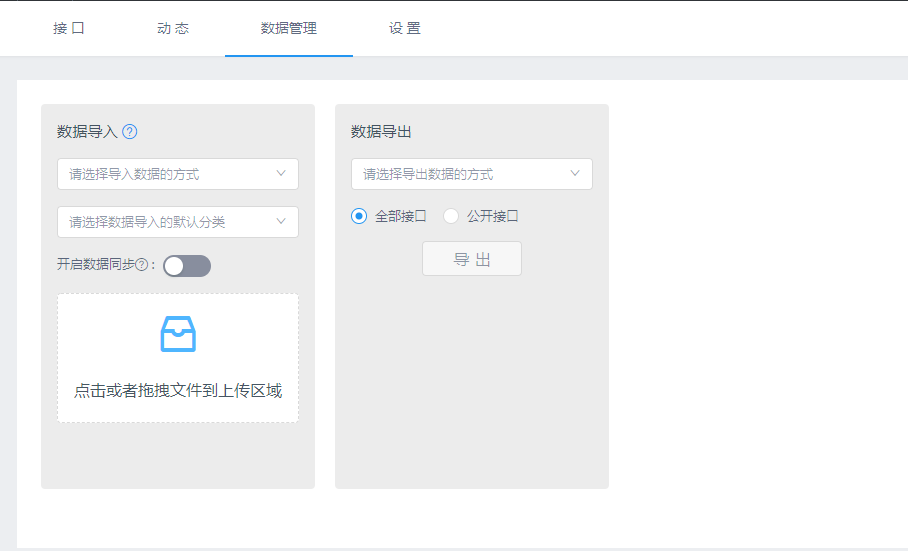 接 口 动 态 数据管理 设 置
数据导入 ?
请选择导入数据的方式
请选择数据导入的默认分类
开启数据同步? :
点击或者拖拽文件到上传区域
数据导出
请选择导出数据的方式
全部接口 公开接口
导 出